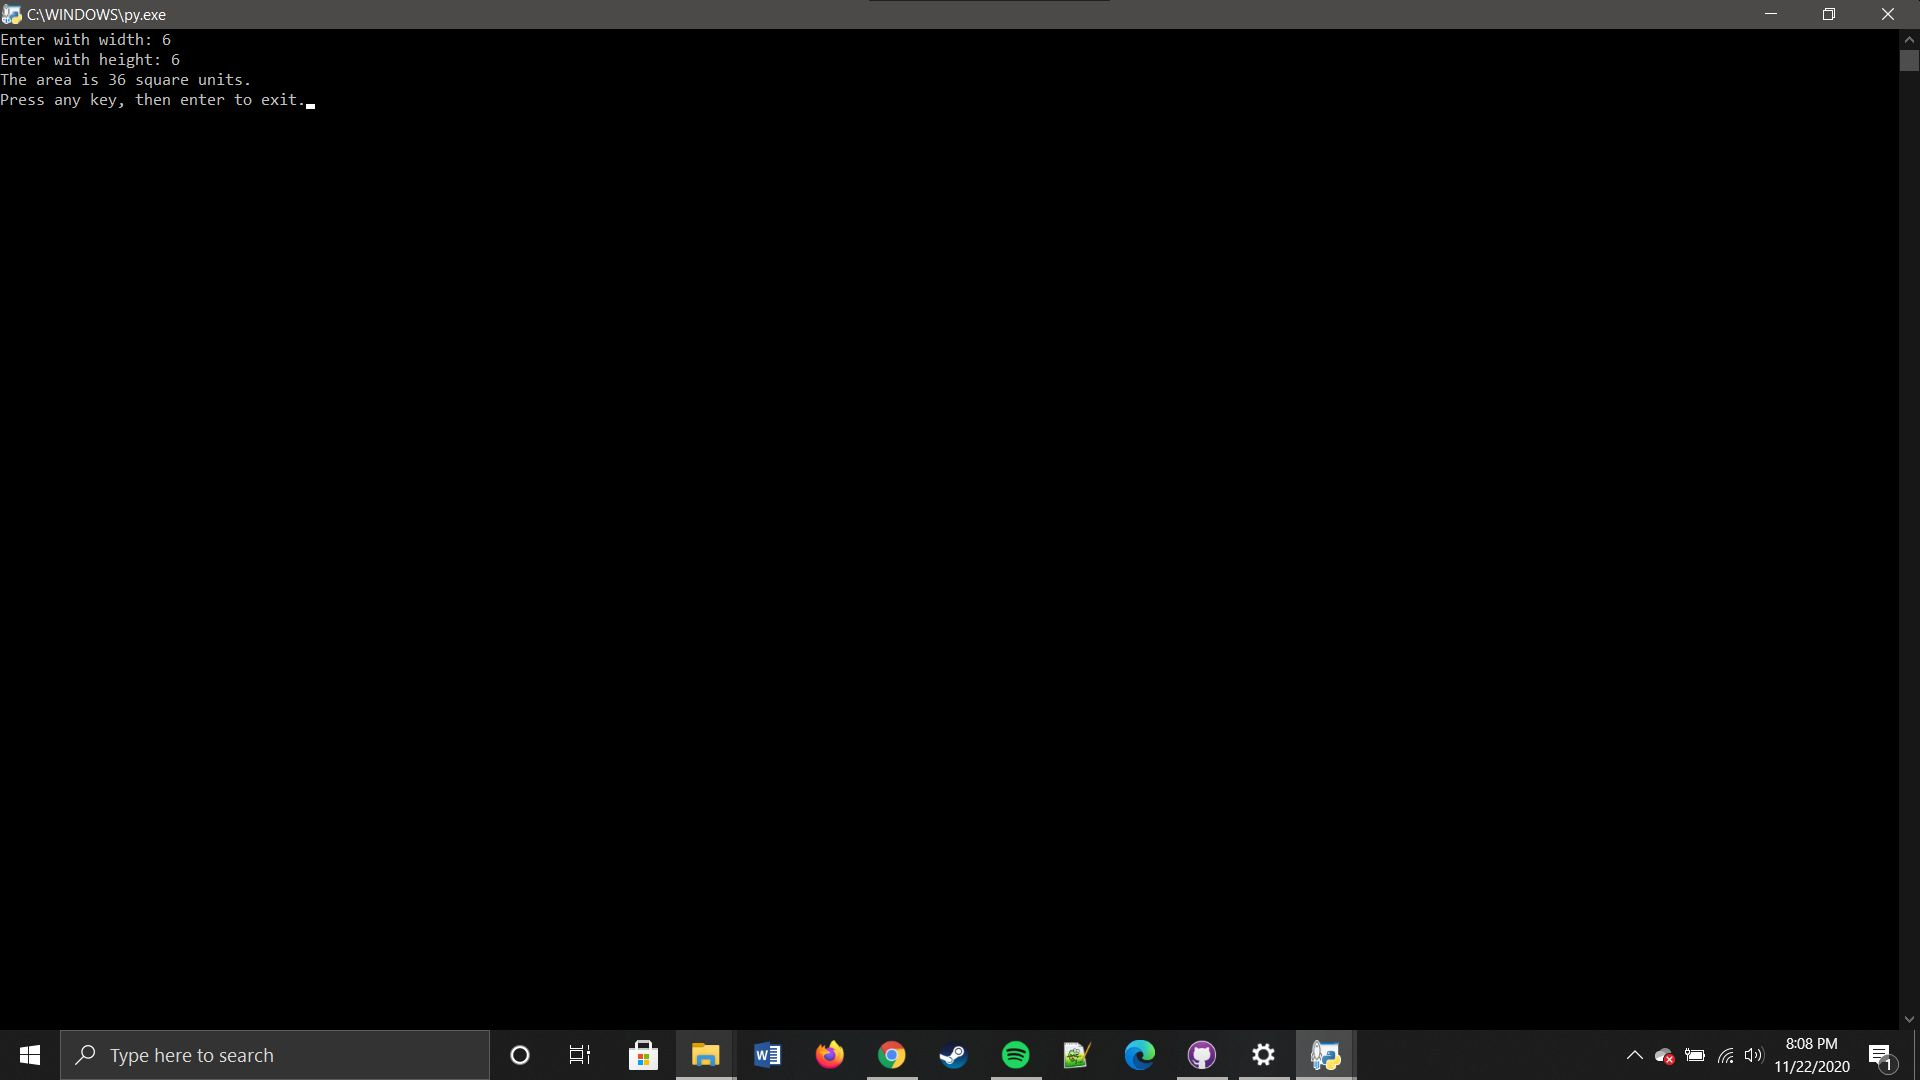 C:\WINDOWS\py.exe
Enter with width: 6
Enter with height: 6
The area is 36 square units.
Press any key, then enter to exit.
Type here to search
W
8:08 PM
11/22/2020
1